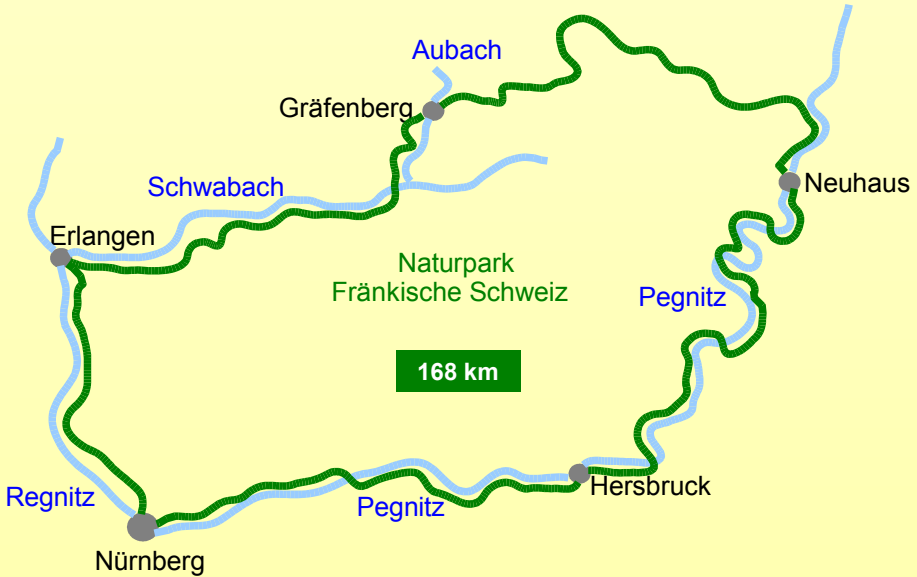 Aubach
Gräfenberg
Schwabach
Neuhaus
Erlangen
Naturpark
Fränkische Schweiz
Pegnitz
168 km
Hersbruck
Regnitz
Pegnitz
Nürnberg